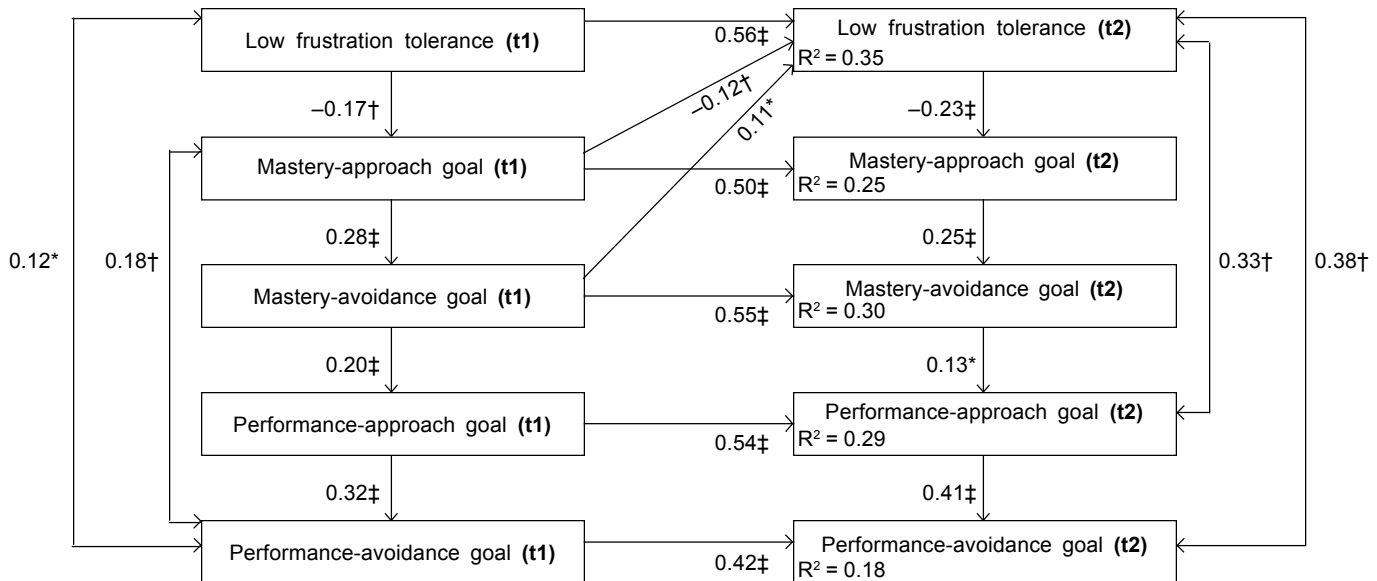 Low frustration tolerance (t1)
0.56‡
Low frustration tolerance (t2)
R² = 0.35
–0.17†
–0.12†
0.11*
–0.23‡
Mastery-approach goal (t1)
0.50‡
Mastery-approach goal (t2)
R² = 0.25
0.12*
0.18†
0.28‡
0.25‡
0.33†
0.38†
Mastery-avoidance goal (t1)
0.55‡
Mastery-avoidance goal (t2)
R² = 0.30
0.20‡
0.13*
Performance-approach goal (t1)
0.54‡
Performance-approach goal (t2)
R² = 0.29
0.32‡
0.41‡
Performance-avoidance goal (t1)
0.42‡
Performance-avoidance goal (t2)
R² = 0.18